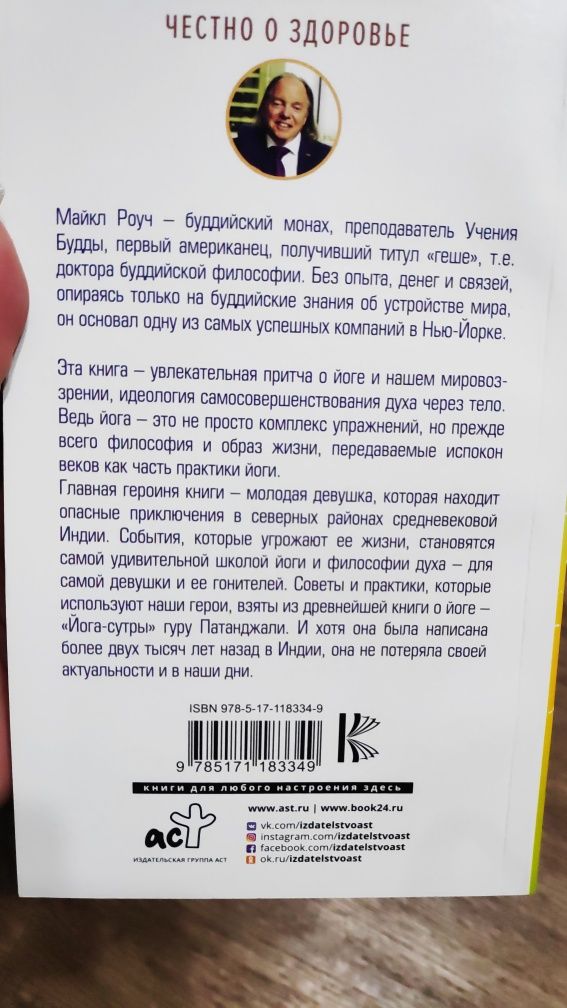 ЧЕСТНО О ЗДОРОВЬЕ
Майкл Роуч – буддийский монах, преподаватель Учения
Будды, первый американец, получивший титул «геше», т.е.
доктора буддийской философии. Без опыта, денег и связей,
опираясь только на буддийские знания об устройстве мира,
он основал одну из самых успешных компаний в Нью-Йорке.
Эта книга – увлекательная притча о йоге и нашем мировоз-
зрении, идеология самосовершенствования духа через тело.
Ведь йога – это не просто комплекс упражнений, но прежде
всего философия и образ жизни, передаваемые испокон
веков как часть практики йоги.
Главная героиня книги – молодая девушка, которая находит
опасные приключения в северных районах средневековой
Индии. События, которые угрожают ее жизни, становятся
самой удивительной школой йоги и философии духа – для
самой девушки и ее гонителей. Советы и практики, которые
используют наши герои, взяты из древнейшей книги о йоге –
«Йога-сутры» гуру Патанджали. И хотя она была написана
более двух тысяч лет назад в Индии, она не потеряла своей
актуальности и в наши дни.
ISBN 978-5-17-118334-9
9 785171 183349
книги для любого настроения здесь
www.ast.ru | www.book24.ru
vk.com/izdatelstvoast
instagram.com/izdatelstvoast
facebook.com/izdatelstvoast
ok.ru/izdatelstvoast
аст
ИЗДАТЕЛЬСКАЯ ГРУППА АСТ